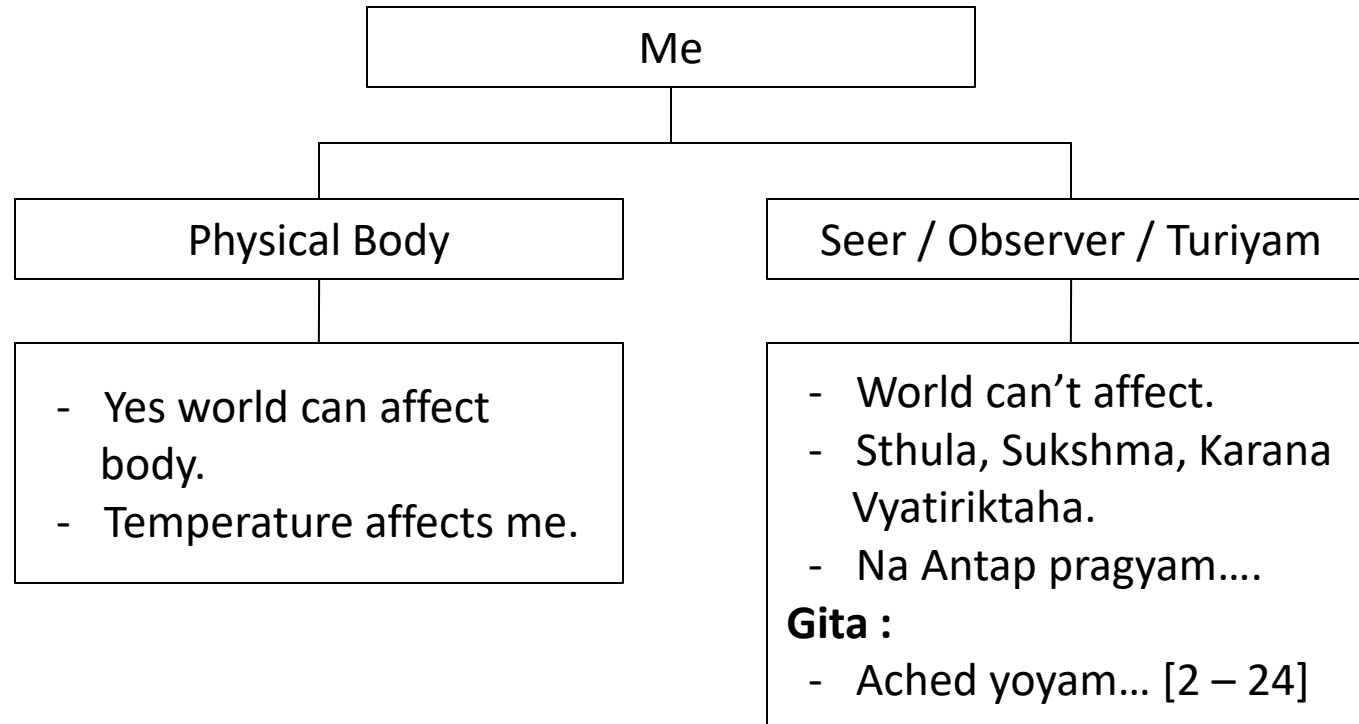 Me
Physical Body
Seer / Observer / Turiyam
- Yes world can affect
body.
- Temperature affects me.
- World can’t affect.
- Sthula, Sukshma, Karana
Vyatiriktaha.
- Na Antap pragyam....
Gita :
- Ached yoyam... [2 – 24]